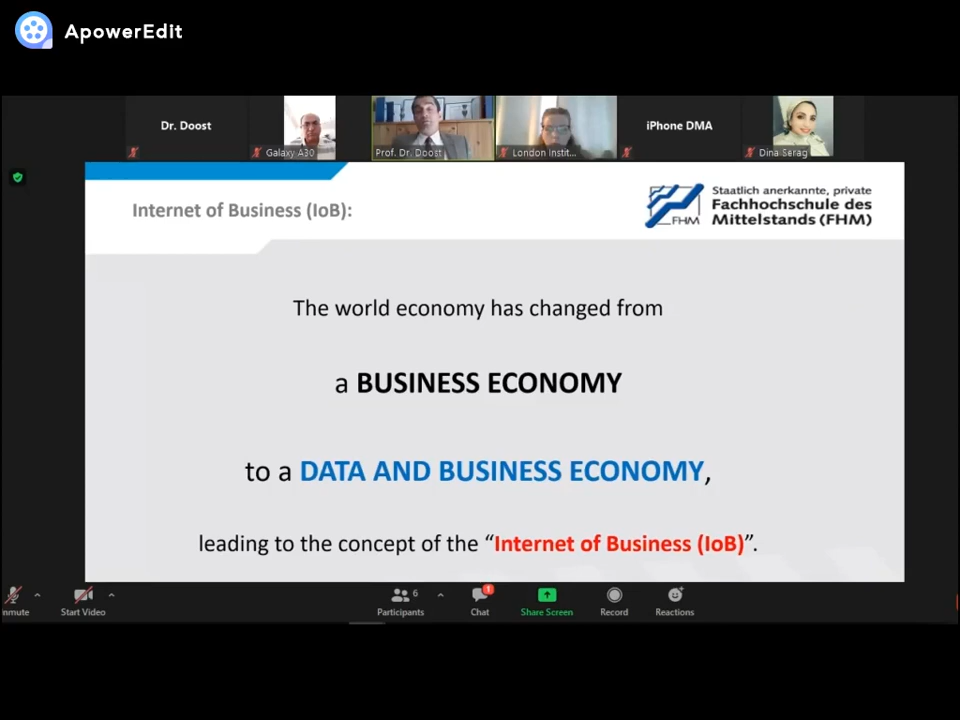 ApowerEdit
Dr. Doost
Galaxy A30
Prof. Dr. Doost
London Instit...
iPhone DMA
Dina Serag
Internet of Business (IoB):
FHM
Staatlich anerkannte, private
Fachhochschule des
Mittelstands (FHM)
The world economy has changed from
a BUSINESS ECONOMY
to a DATA AND BUSINESS ECONOMY,
leading to the concept of the “Internet of Business (IoB)”.
nmute
Start Video
6
Participants
1
Chat
Share Screen
Record
Reactions